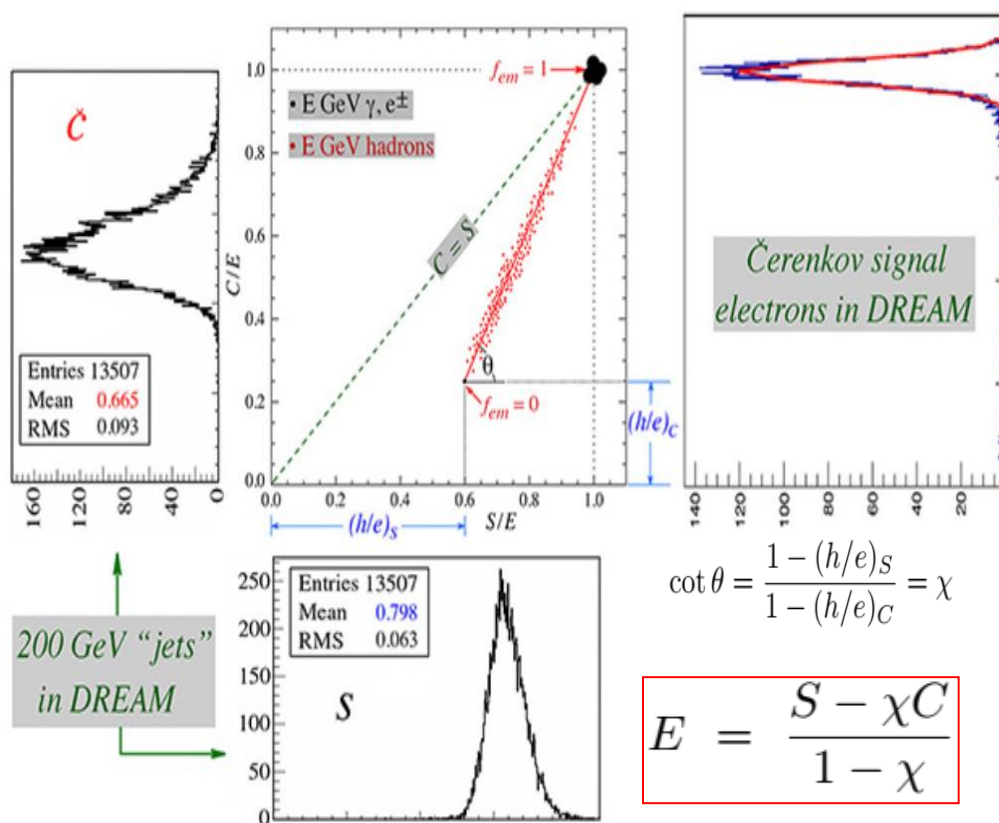 Č
Entries 13507
Mean 0.665
RMS 0.093
160
120
80
40
0
C/E
1.0
0.8
0.6
0.4
0.2
0.0
f_em = 1
• E GeV γ, e±
• E GeV hadrons
C = S
θ
f_em = 0
(h/e)_C
0.0 0.2 0.4 0.6 0.8 1.0
(h/e)_S
S/E
Čerenkov signal
electrons in DREAM
140 120 100 80 60 40 20
cot θ = \frac{1 − (h/e)_S}{1 − (h/e)_C} = χ
200 GeV “jets”
in DREAM
250
200
150
100
50
0
Entries 13507
Mean 0.798
RMS 0.063
S
E = \frac{S − χC}{1 − χ}